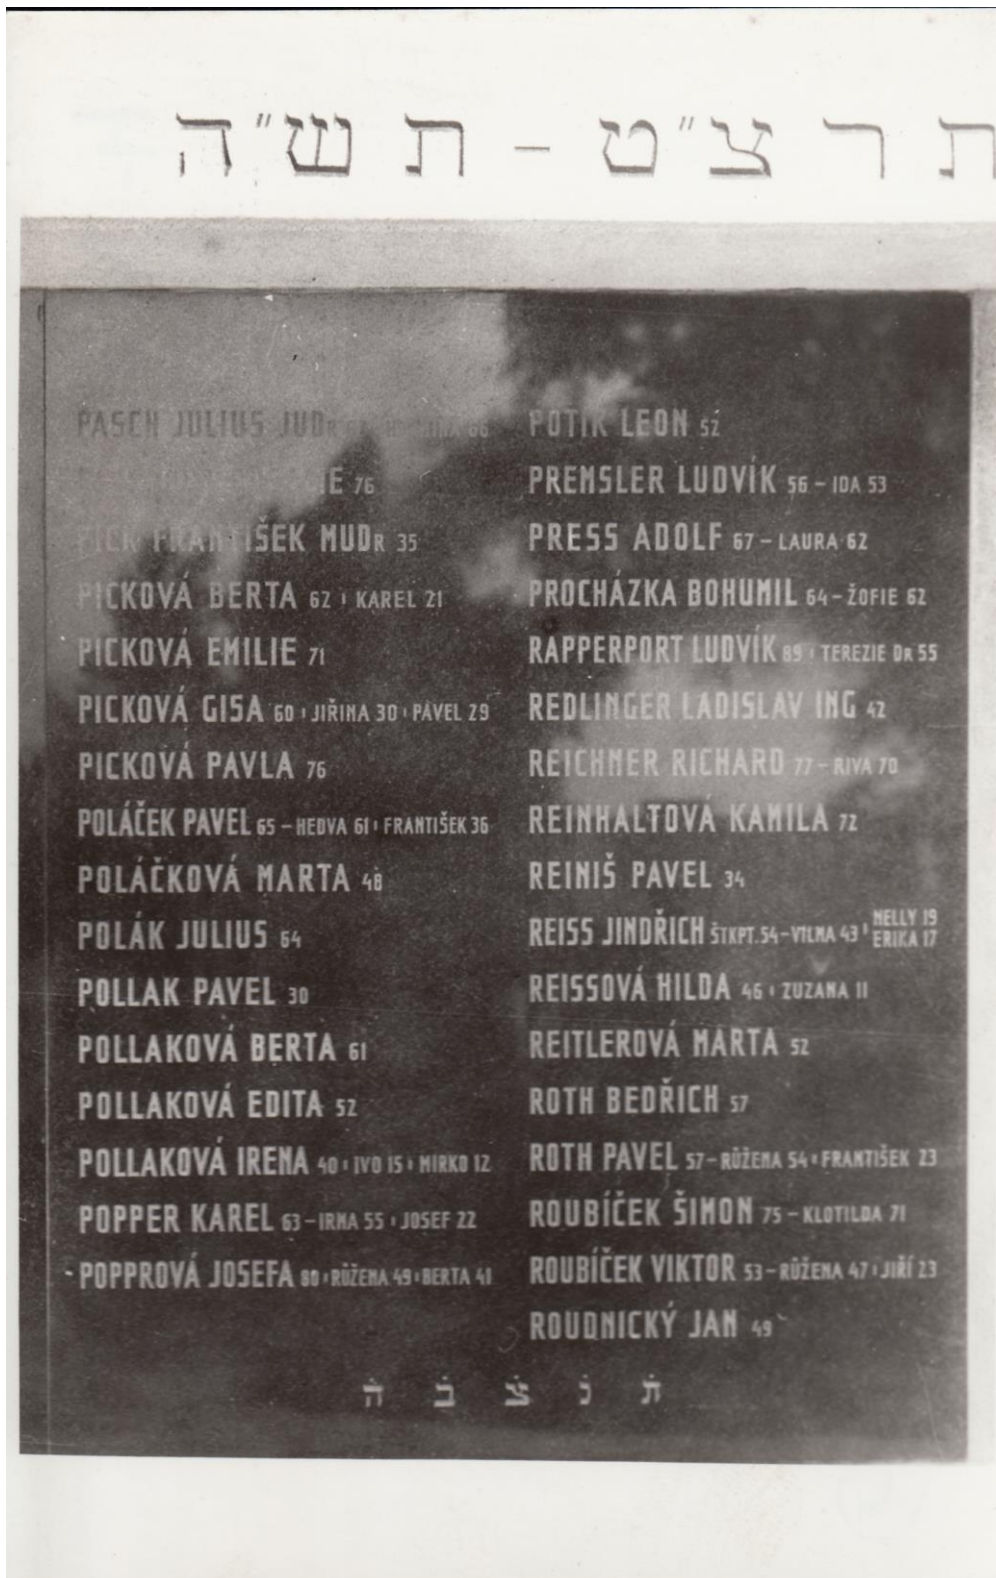 תרצ"ט - תש"ה
PASCH JULIUS JUDR 66
IE 76
PICK FRANTIŠEK MUDR 35
PICKOVÁ BERTA 62 · KAREL 21
PICKOVÁ EMILIE 71
PICKOVÁ GISA 60 · JIŘINA 30 · PAVEL 29
PICKOVÁ PAVLA 76
POLÁČEK PAVEL 65 – HEDVA 61 · FRANTIŠEK 36
POLÁČKOVÁ MARTA 48
POLÁK JULIUS 64
POLLAK PAVEL 30
POLLAKOVÁ BERTA 61
POLLAKOVÁ EDITA 52
POLLAKOVÁ IRENA 40 · IVO 15 · MIRKO 12
POPPER KAREL 63 – IRMA 55 · JOSEF 22
POPPROVÁ JOSEFA 80 · RŮŽENA 49 · BERTA 41
POTIK LEON 52
PREMSLER LUDVÍK 56 – IDA 53
PRESS ADOLF 67 – LAURA 62
PROCHÁZKA BOHUMIL 64 – ŽOFIE 62
RAPPERPORT LUDVÍK 89 · TEREZIE DR 55
REDLINGER LADISLAV ING 42
REICHNER RICHARD 77 – RIVA 70
REINHALTOVÁ KAMILA 72
REINIŠ PAVEL 34
REISS JINDŘICH ŠTKPT. 54 – VILMA 43 · NELLY 19
ERIKA 17
REISSOVÁ HILDA 46 · ZUZANA 11
REITLEROVÁ MARTA 52
ROTH BEDŘICH 57
ROTH PAVEL 57 – RŮŽENA 54 · FRANTIŠEK 23
ROUBÍČEK ŠIMON 75 – KLOTILDA 71
ROUBÍČEK VIKTOR 53 – RŮŽENA 47 · JIŘÍ 23
ROUDNICKÝ JAN 49
ת נ צ ב ה